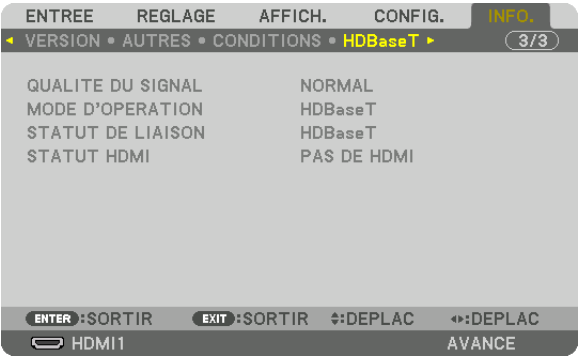 ENTREE REGLAGE AFFICH. CONFIG. INFO.
◂ VERSION • AUTRES • CONDITIONS • HDBaseT ▸ 3/3
QUALITE DU SIGNAL NORMAL
MODE D'OPERATION HDBaseT
STATUT DE LIAISON HDBaseT
STATUT HDMI PAS DE HDMI
ENTER :SORTIR EXIT :SORTIR :DEPLAC :DEPLAC
HDMI1 AVANCE